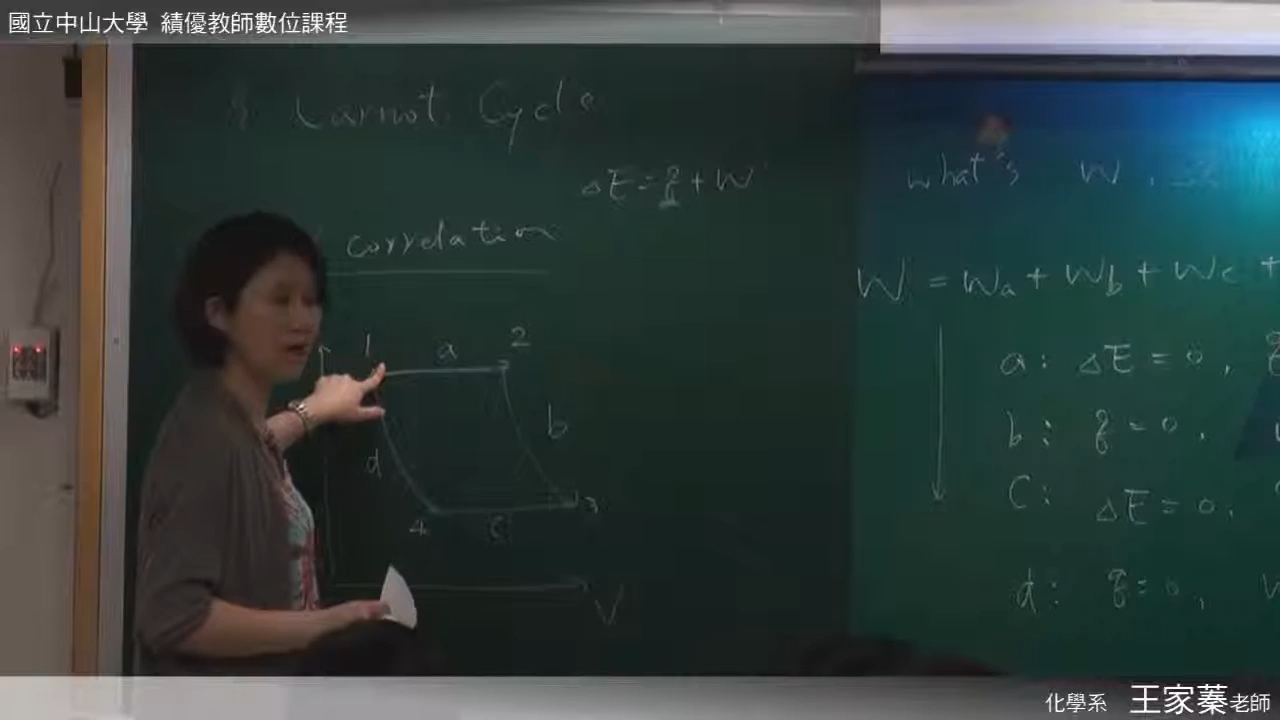 國立中山大學 績優教師數位課程
Carnot Cycle
ΔE = q + W
correlation
1 a 2
b
d
4 c 3
V
what's W,
W = Wa + Wb + Wc +
a: ΔE = 0,
b: q = 0,
C: ΔE = 0,
d: q = 0,
化學系 王家蓁老師